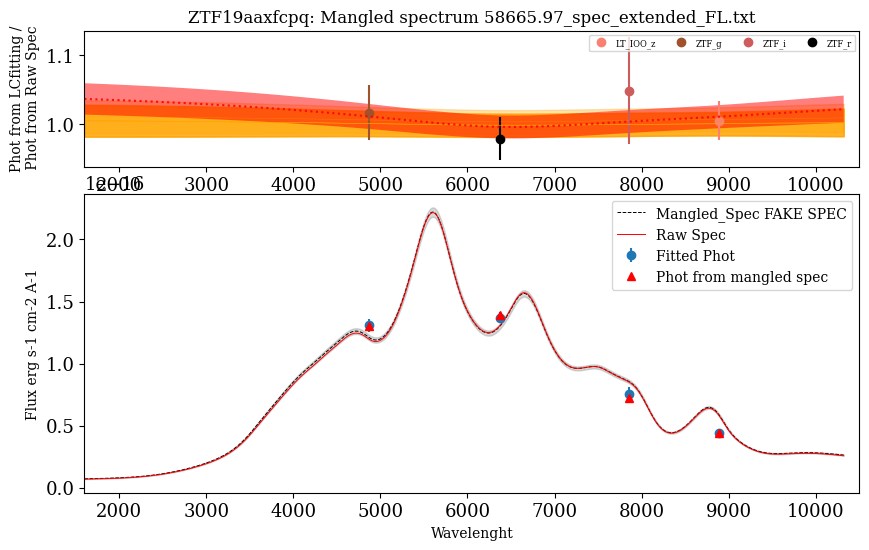 ZTF19aaxfcpq: Mangled spectrum 58665.97_spec_extended_FL.txt
Phot from LCfitting /
Phot from Raw Spec
1.1
1.0
LT_IOO_z ZTF_g ZTF_i ZTF_r
2000 3000 4000 5000 6000 7000 8000 9000 10000
1e−16
Flux erg s-1 cm-2 A-1
2.0
1.5
1.0
0.5
0.0
Mangled_Spec FAKE SPEC
Raw Spec
Fitted Phot
Phot from mangled spec
2000 3000 4000 5000 6000 7000 8000 9000 10000
Wavelenght